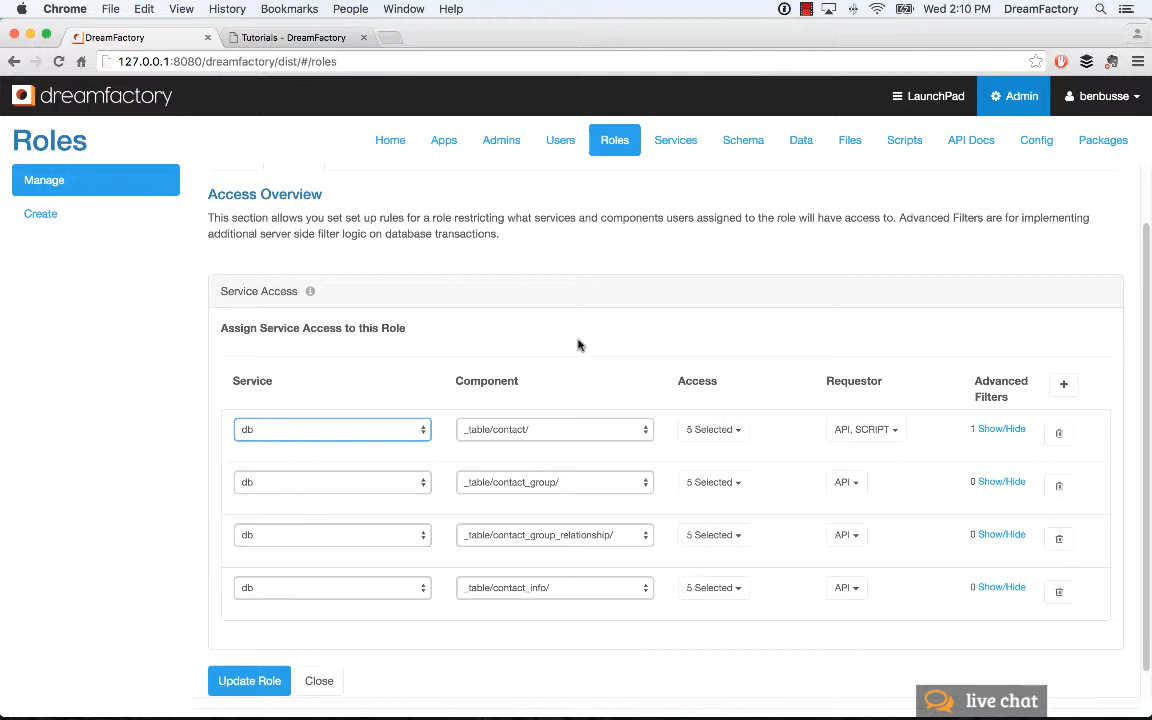 Chrome File Edit View History Bookmarks People Window Help Wed 2:10 PM DreamFactory
DreamFactory Tutorials - DreamFactory
127.0.0.1:8080/dreamfactory/dist/#/roles
dreamfactory LaunchPad Admin benbusse
Roles Home Apps Admins Users Roles Services Schema Data Files Scripts API Docs Config Packages
Manage
Create
Access Overview
This section allows you set set up rules for a role restricting what services and components users assigned to the role will have access to. Advanced Filters are for implementing
additional server side filter logic on database transactions.
Service Access
Assign Service Access to this Role
Service Component Access Requestor Advanced
Filters +
db _table/contact/ 5 Selected API, SCRIPT 1 Show/Hide
db _table/contact_group/ 5 Selected API 0 Show/Hide
db _table/contact_group_relationship/ 5 Selected API 0 Show/Hide
db _table/contact_info/ 5 Selected API 0 Show/Hide
Update Role Close
live chat